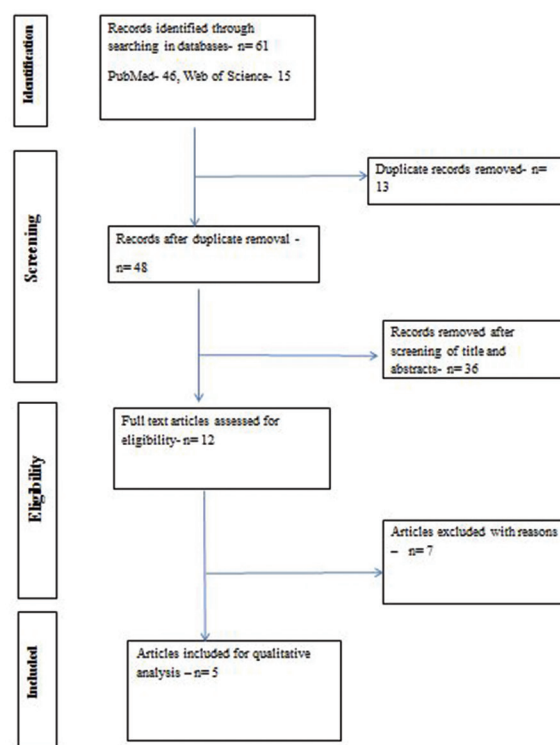 Identification
Records identified through
searching in databases- n= 61
PubMed- 46, Web of Science- 15
Screening
Duplicate records removed- n=
13
Records after duplicate removal -
n= 48
Records removed after
screening of title and
abstracts- n = 36
Eligibility
Full text articles assessed for
eligibility- n= 12
Articles excluded with reasons
– n= 7
Included
Articles included for qualitative
analysis – n= 5